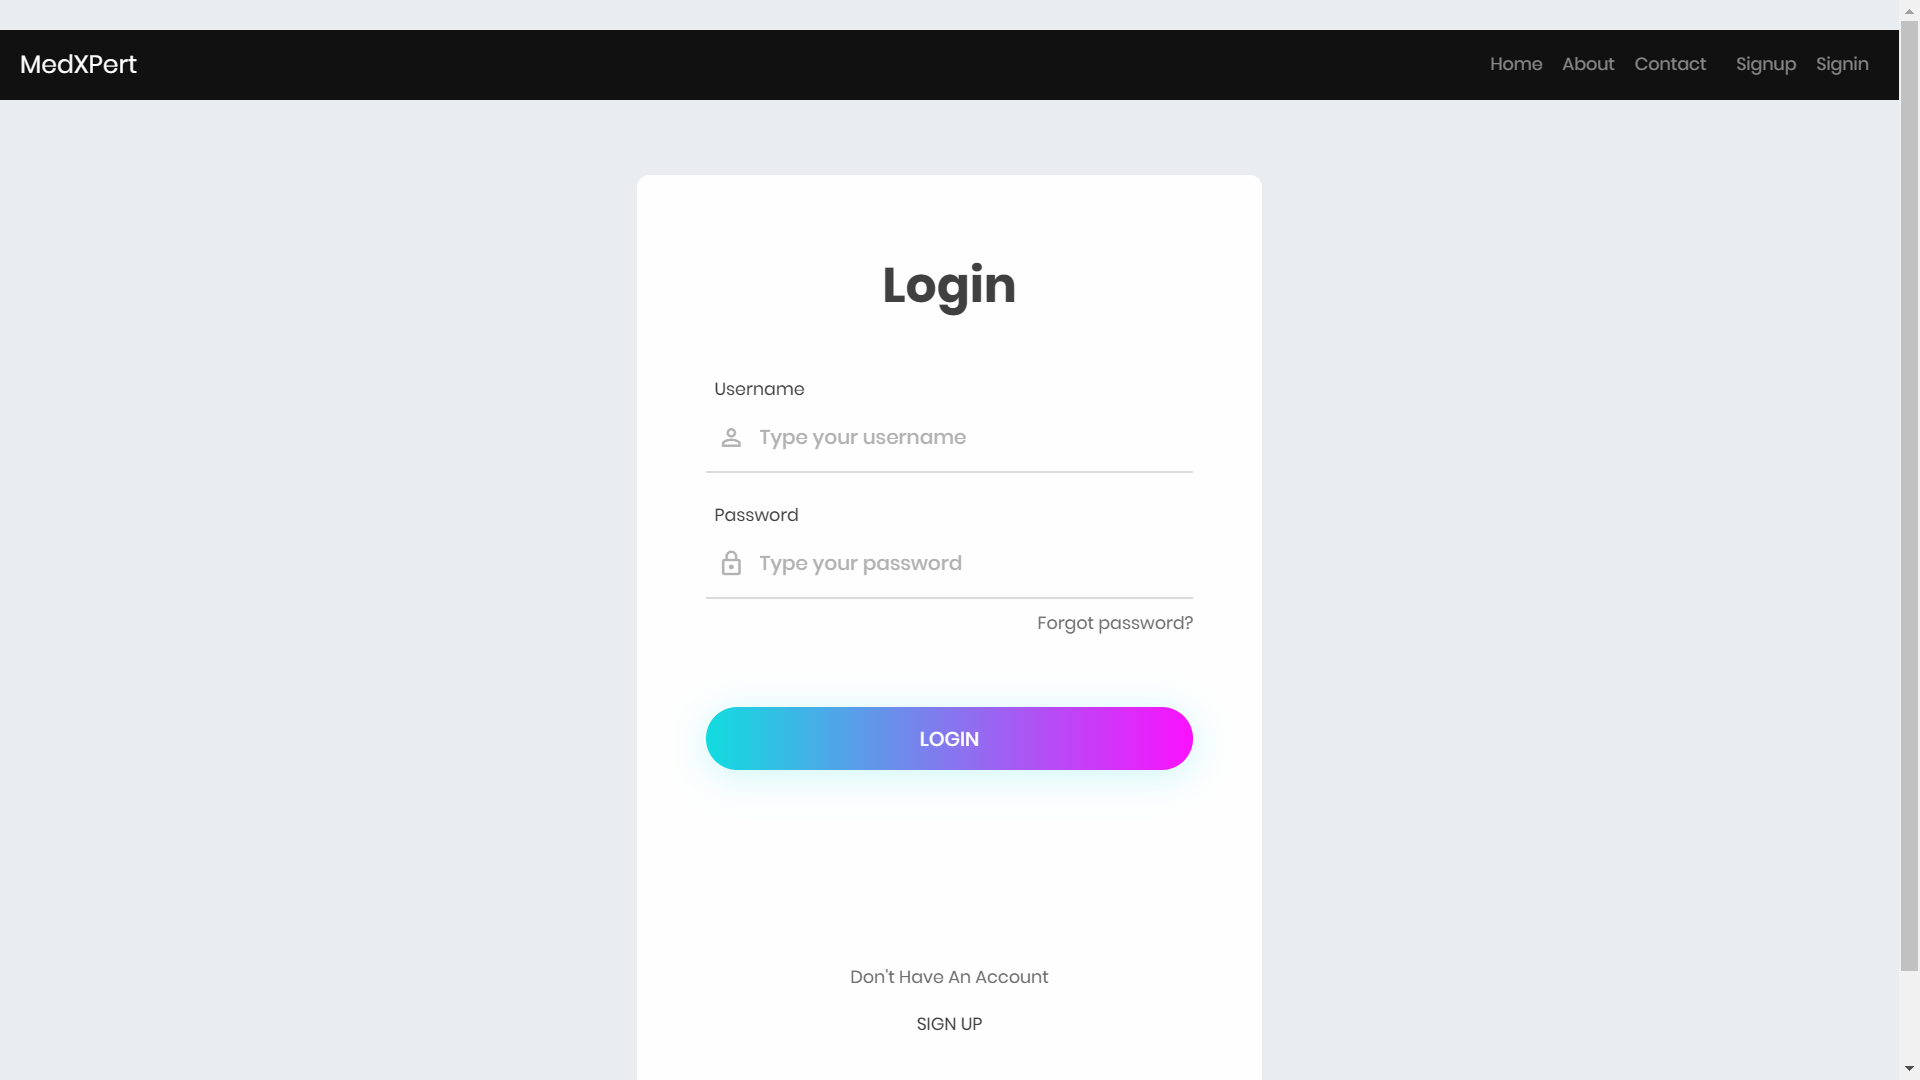 MedXPert
Home About Contact Signup Signin
Login
Username
Type your username
Password
Type your password
Forgot password?
LOGIN
Don't Have An Account
SIGN UP